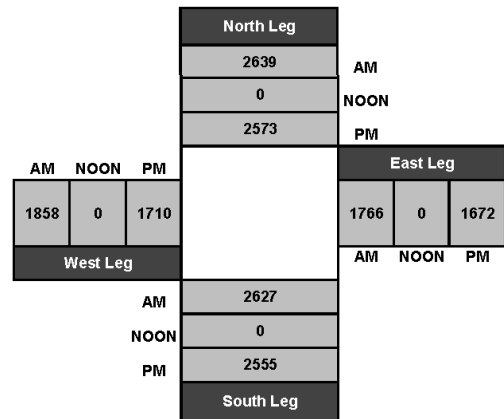 North Leg
2639 AM
0 NOON
2573 PM
AM NOON PM
East Leg
1858 0 1710
1766 0 1672
West Leg
AM NOON PM
AM 2627
NOON 0
PM 2555
South Leg